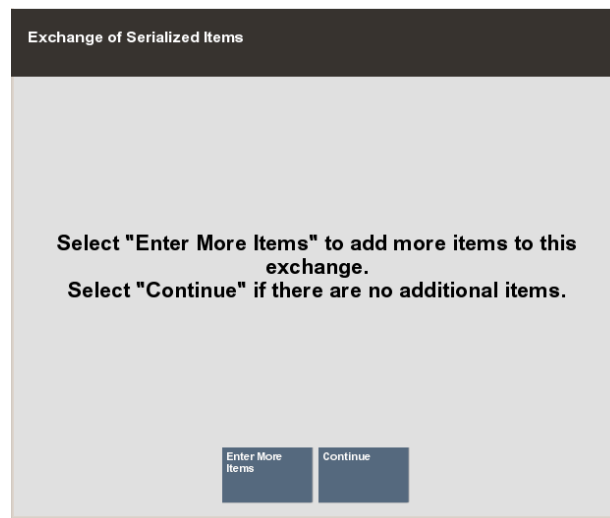 Exchange of Serialized Items
Select "Enter More Items" to add more items to this
exchange.
Select "Continue" if there are no additional items.
Enter More
Items
Continue